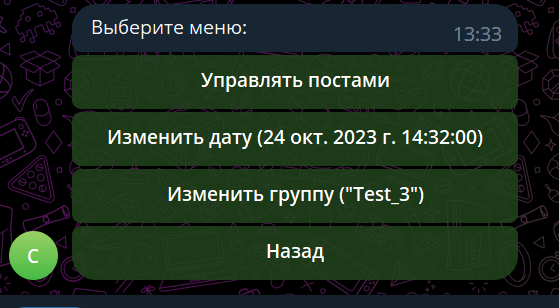 Выберите меню:
13:33
Управлять постами
Изменить дату (24 окт. 2023 г. 14:32:00)
Изменить группу ("Test_3")
Назад
С